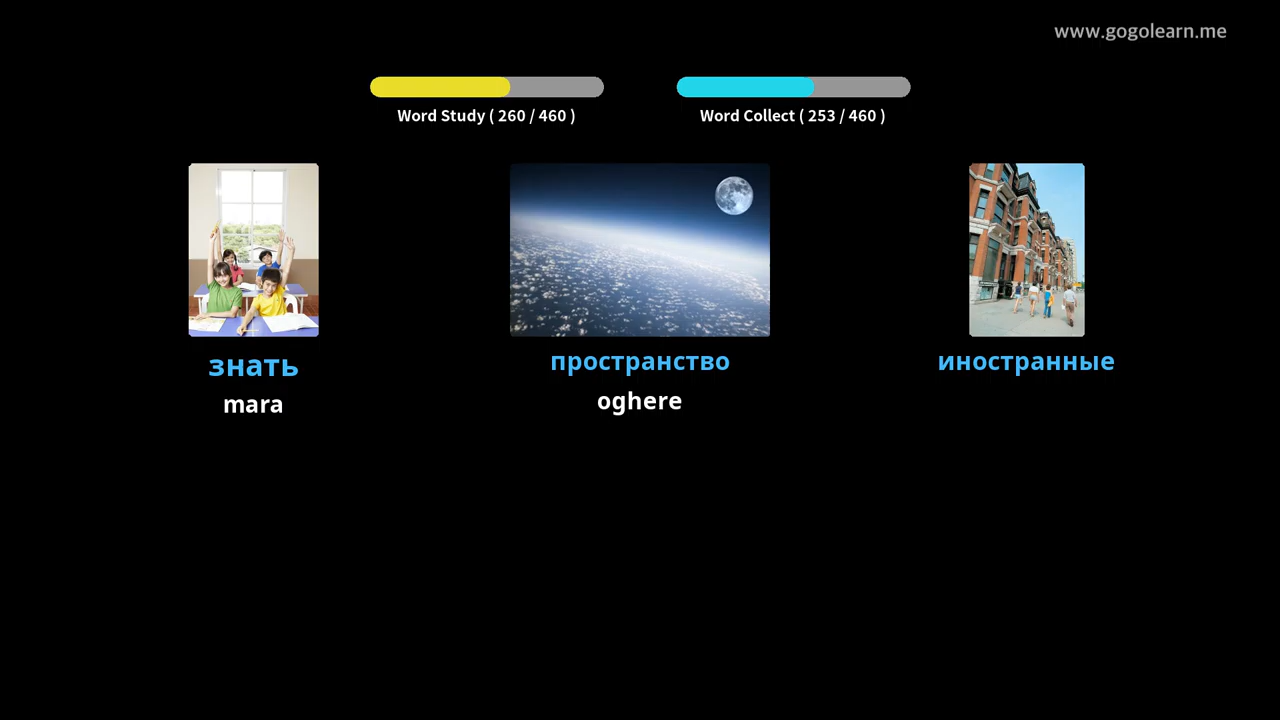 www.gogolearn.me
Word Study ( 260 / 460 )
Word Collect ( 253 / 460 )
знать
mara
пространство
oghere
иностранные